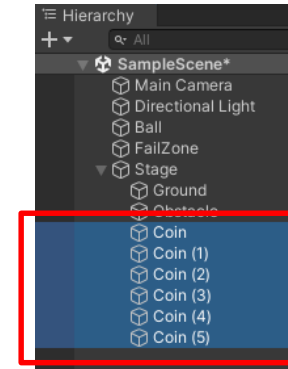 Hierarchy
All
SampleScene*
Main Camera
Directional Light
Ball
FailZone
Stage
Ground
Obstacle
Coin
Coin (1)
Coin (2)
Coin (3)
Coin (4)
Coin (5)